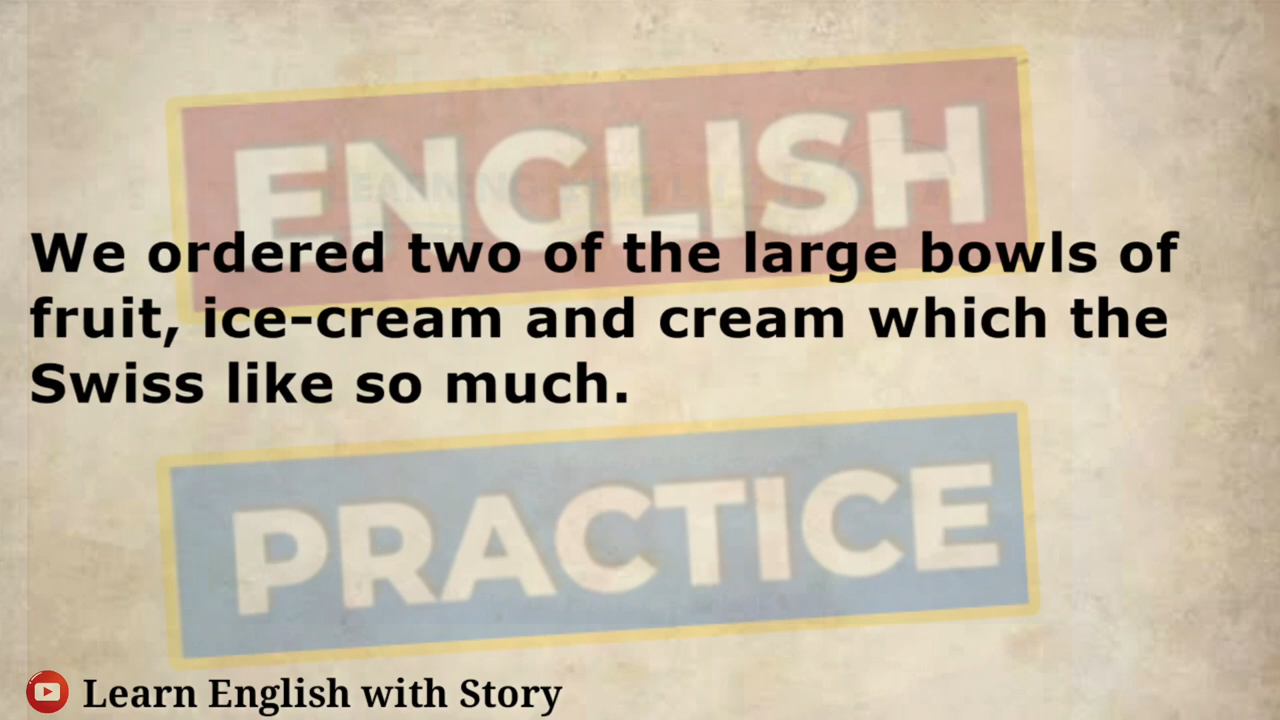 ENGLISH
We ordered two of the large bowls of
fruit, ice-cream and cream which the
Swiss like so much.
PRACTICE
Learn English with Story